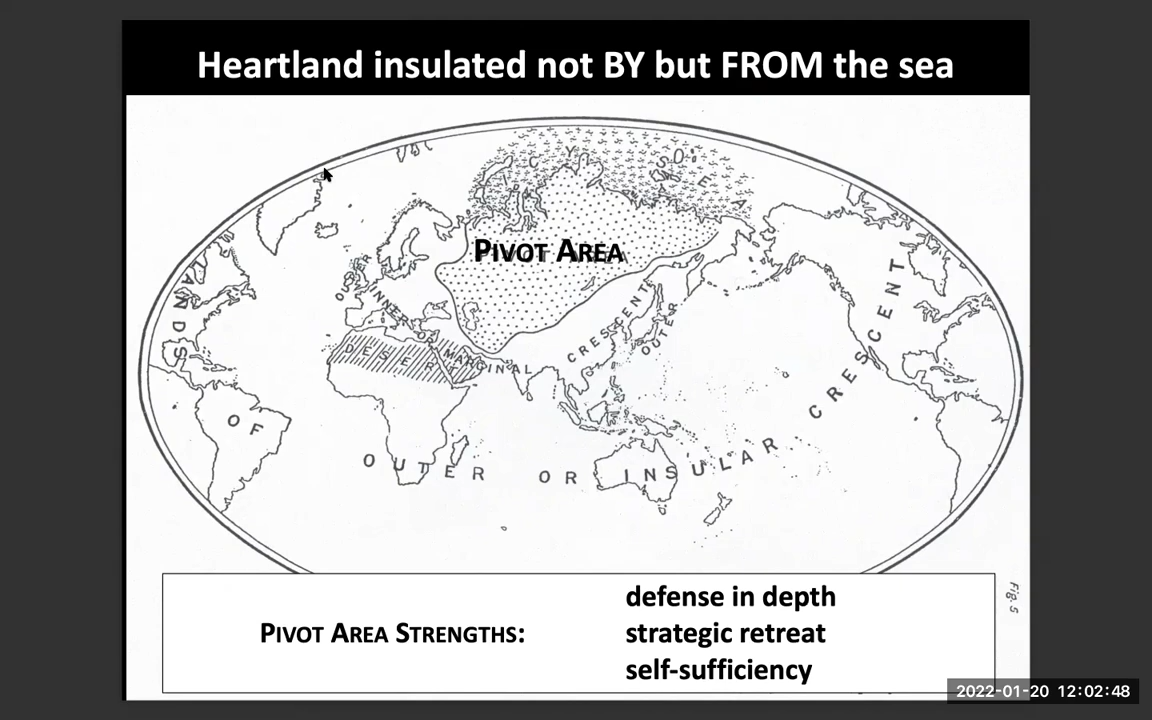 Heartland insulated not BY but FROM the sea
ICY SEA
PIVOT AREA
LANDS OF OUTER OR INSULAR CRESCENT
INNER OR MARGINAL CRESCENT
OUTER
OUTER
DESERT
PIVOT AREA STRENGTHS:
defense in depth
strategic retreat
self-sufficiency
Fig. 5
2022-01-20 12:02:48